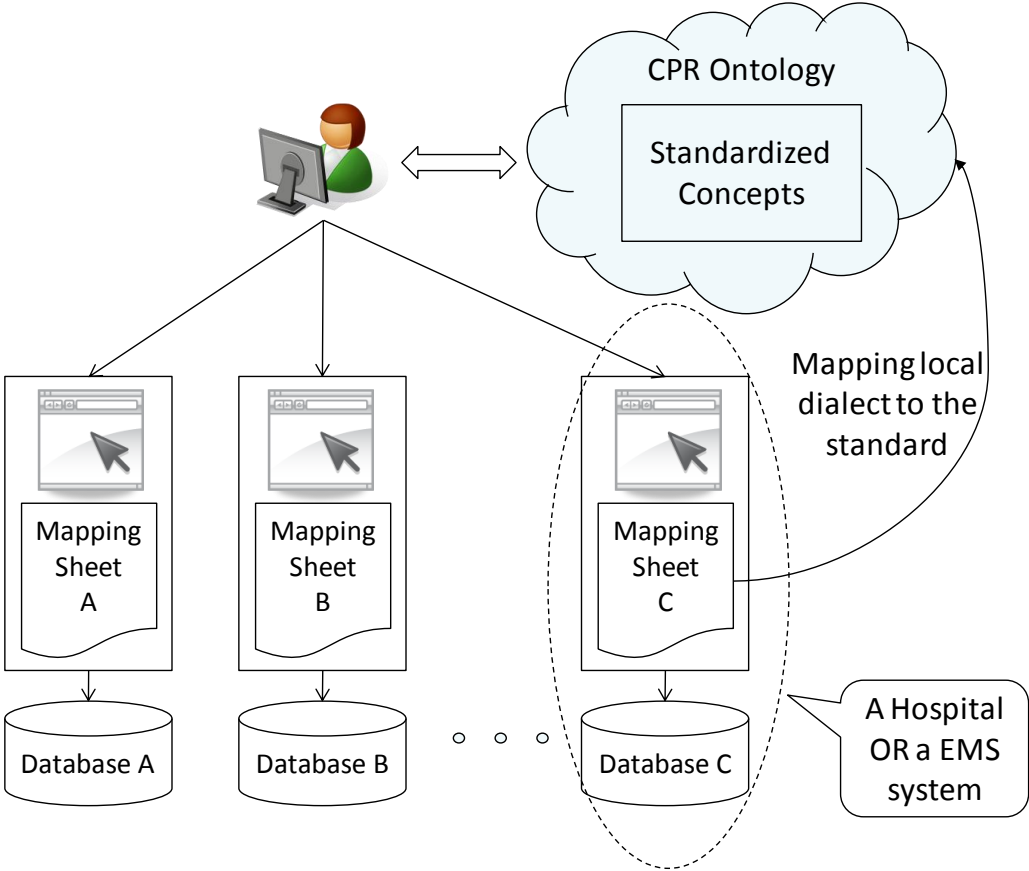 CPR Ontology
Standardized
Concepts
Mapping local
dialect to the
standard
Mapping
Sheet
A
Mapping
Sheet
B
Mapping
Sheet
C
Database A
Database B
Database C
A Hospital
OR a EMS
system